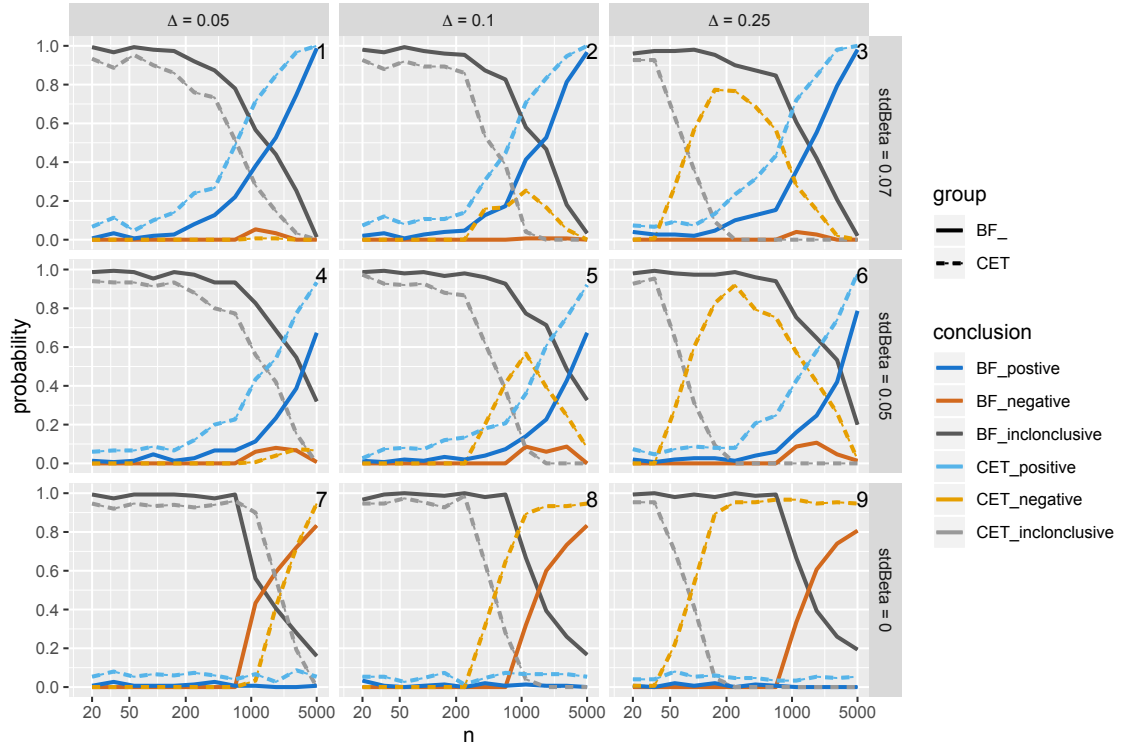 Δ = 0.05 Δ = 0.1 Δ = 0.25
1.0 1 2 3
0.8
0.6
0.4
0.2
0.0
stdBeta = 0.07
1.0 4 5 6
0.8
0.6
0.4
0.2
0.0
stdBeta = 0.05
1.0 7 8 9
0.8
0.6
0.4
0.2
0.0
stdBeta = 0
probability
20 50 200 1000 5000 20 50 200 1000 5000 20 50 200 1000 5000
n
group
BF_
CET
conclusion
BF_postive
BF_negative
BF_inclonclusive
CET_positive
CET_negative
CET_inclonclusive